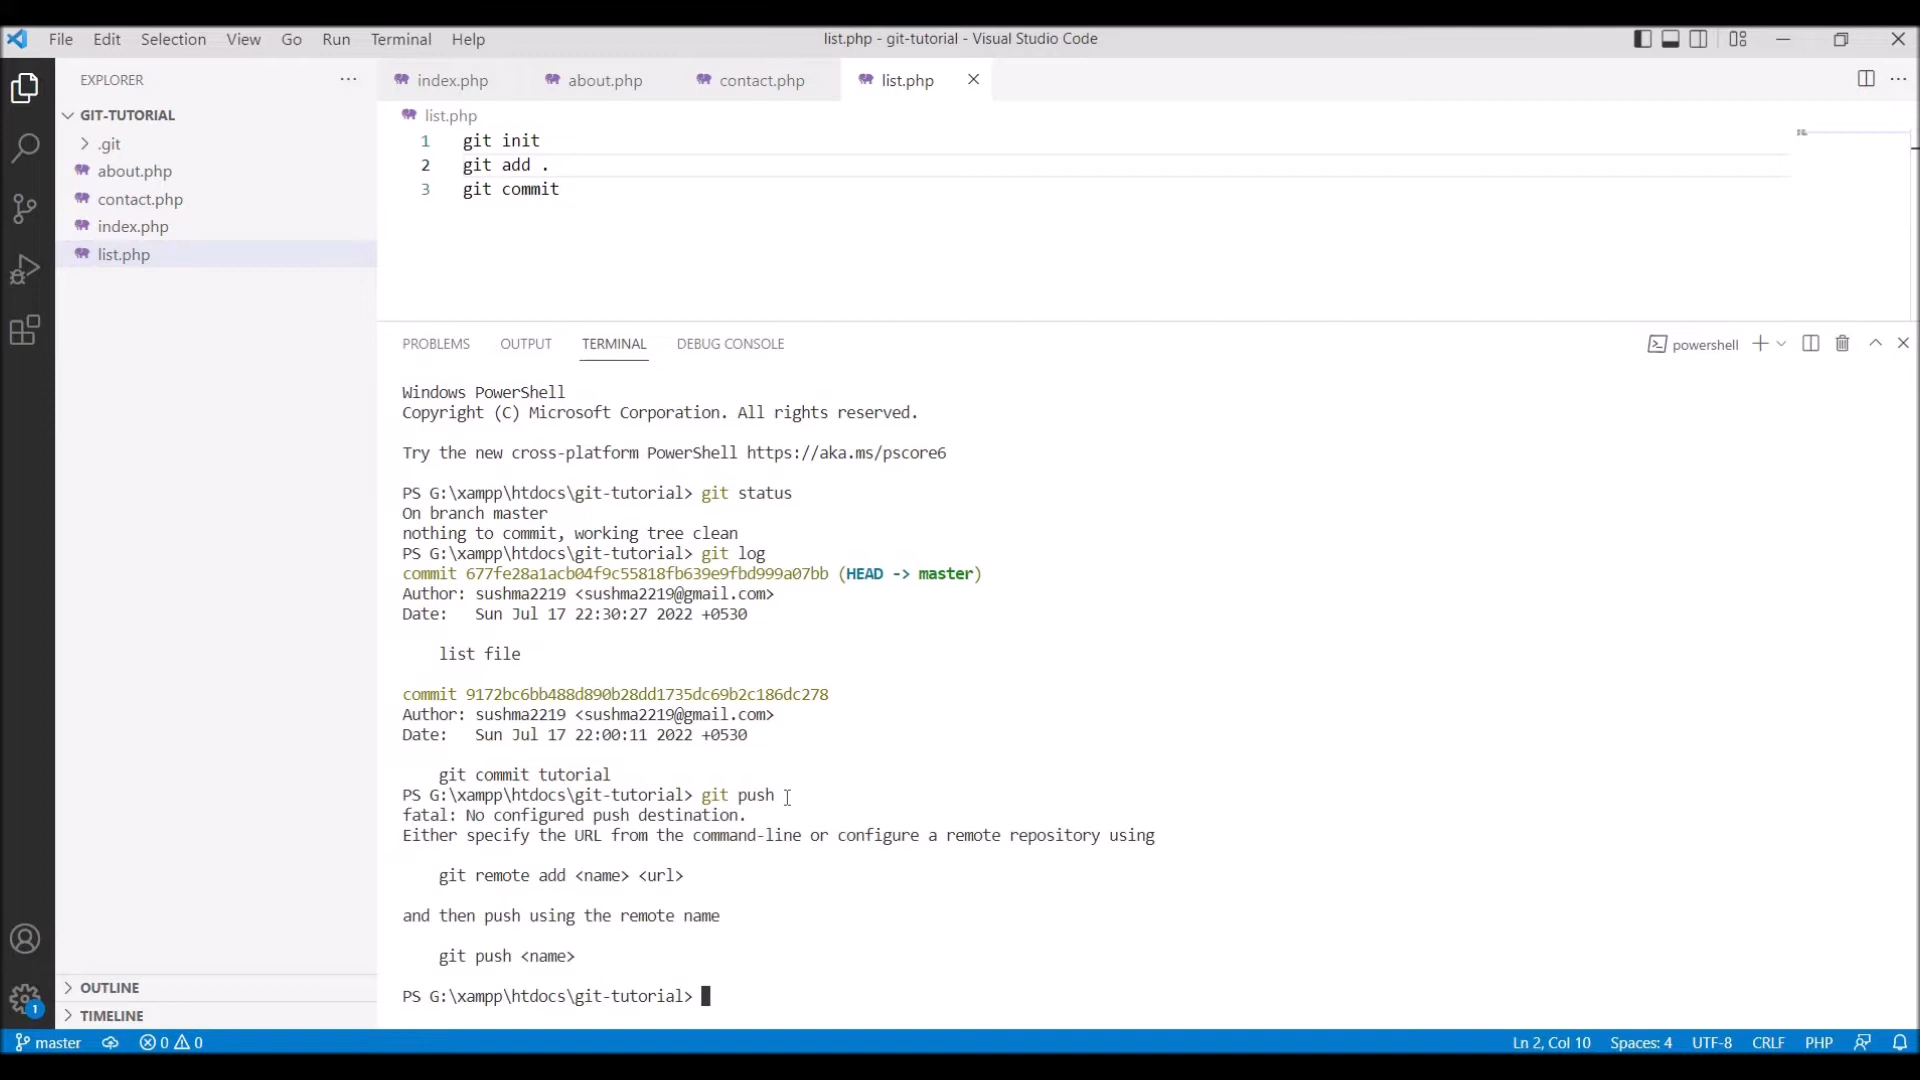 File Edit Selection View Go Run Terminal Help
list.php - git-tutorial - Visual Studio Code
EXPLORER
GIT-TUTORIAL
.git
about.php
contact.php
index.php
list.php
OUTLINE
TIMELINE
index.php about.php contact.php list.php
list.php
1 git init
2 git add .
3 git commit
PROBLEMS OUTPUT TERMINAL DEBUG CONSOLE
powershell
Windows PowerShell
Copyright (C) Microsoft Corporation. All rights reserved.
Try the new cross-platform PowerShell https://aka.ms/pscore6
PS G:\xampp\htdocs\git-tutorial> git status
On branch master
nothing to commit, working tree clean
PS G:\xampp\htdocs\git-tutorial> git log
commit 677fe28a1acb04f9c55818fb639e9fbd999a07bb (HEAD -> master)
Author: sushma2219 <sushma2219@gmail.com>
Date:   Sun Jul 17 22:30:27 2022 +0530
list file
commit 9172bc6bb488d890b28dd1735dc69b2c186dc278
Author: sushma2219 <sushma2219@gmail.com>
Date:   Sun Jul 17 22:00:11 2022 +0530
git commit tutorial
PS G:\xampp\htdocs\git-tutorial> git push
fatal: No configured push destination.
Either specify the URL from the command-line or configure a remote repository using
git remote add <name> <url>
and then push using the remote name
git push <name>
PS G:\xampp\htdocs\git-tutorial>
1
master 0 0 Ln 2, Col 10 Spaces: 4 UTF-8 CRLF PHP